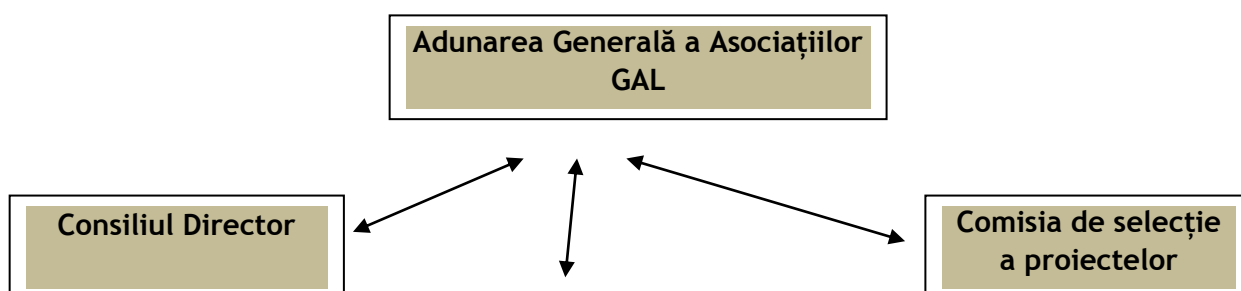 Adunarea Generală a Asociațiilor
GAL
Consiliul Director
Comisia de selecție
a proiectelor